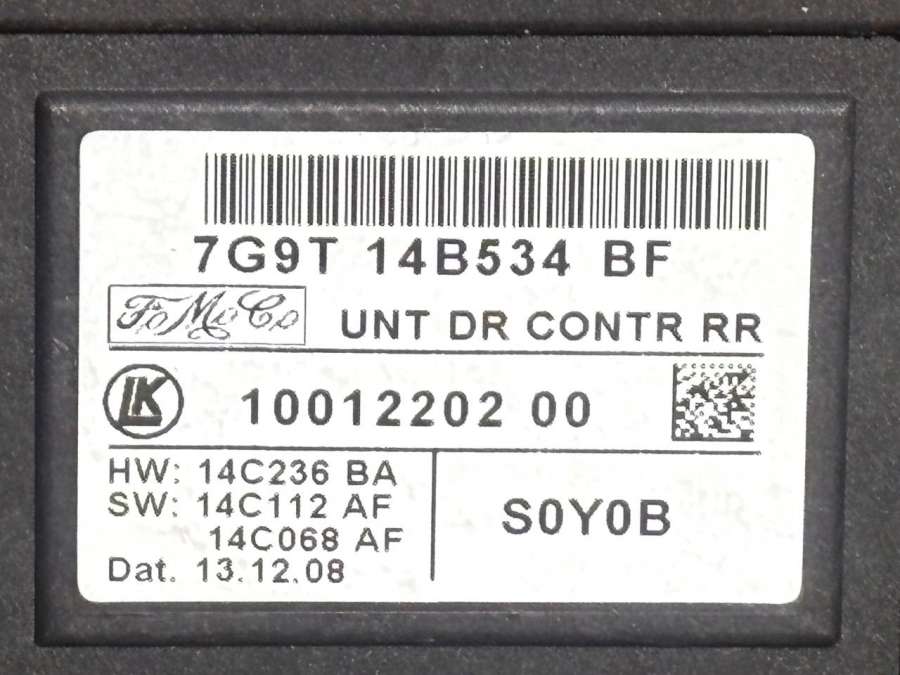 7G9T 14B534 BF
FoMoCo
UNT DR CONTR RR
LK
10012202 00
HW: 14C236 BA
SW: 14C112 AF
14C068 AF
Dat. 13.12.08
S0Y0B